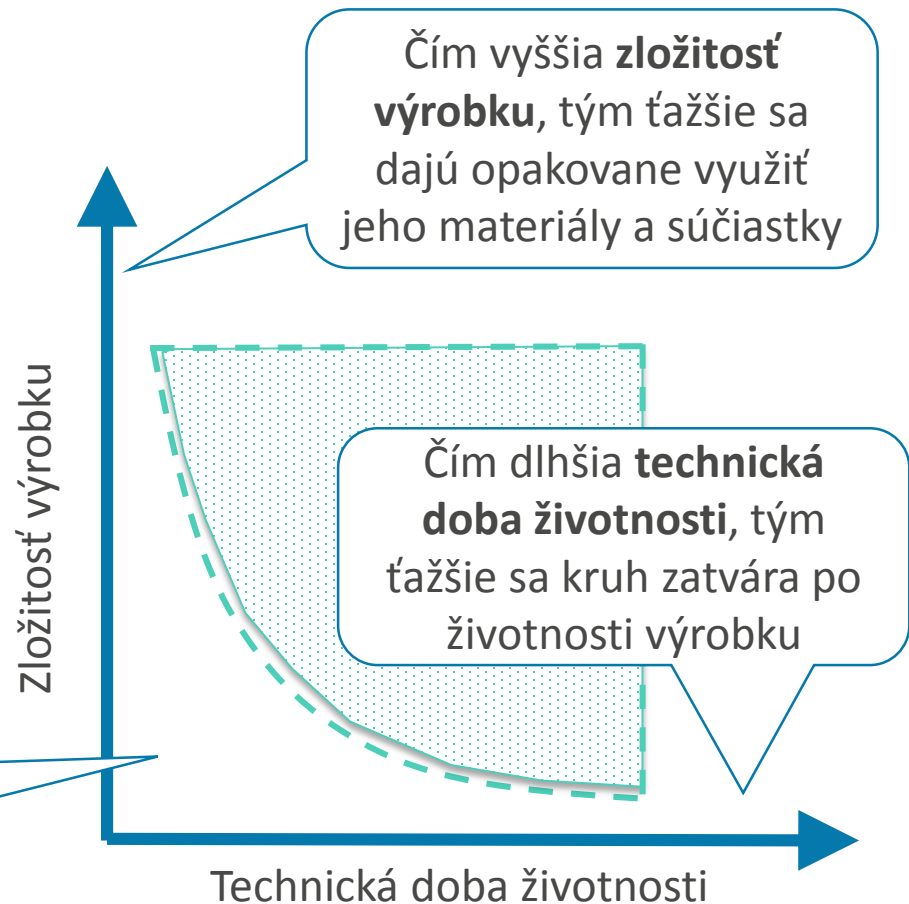 Čím vyššia zložitosť
výrobku, tým ťažšie sa
dajú opakovane využiť
jeho materiály a súčiastky
Zložitosť výrobku
Čím dlhšia technická
doba životnosti, tým
ťažšie sa kruh zatvára po
životnosti výrobku
Technická doba životnosti